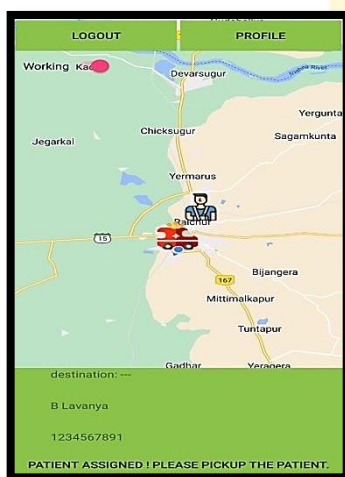 LOGOUT PROFILE
Working
Devarsugur
Yergunta
Chicksugur
Sagamkunta
Jegarkal
Yermarus
Raichur
15
Bijangera
167
Mittimalkapur
Tuntapur
Gadhar Yeragera
destination: ---
B Lavanya
1234567891
PATIENT ASSIGNED ! PLEASE PICKUP THE PATIENT.